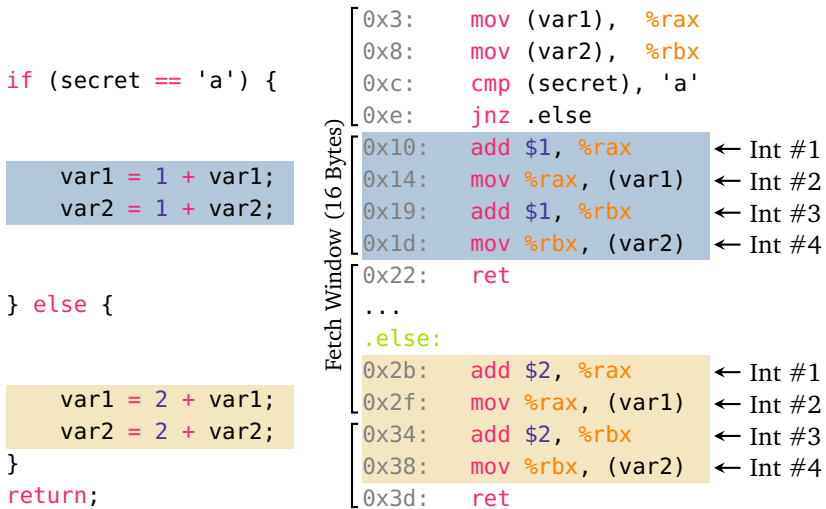 if (secret == 'a') {
var1 = 1 + var1;
var2 = 1 + var2;
} else {
var1 = 2 + var1;
var2 = 2 + var2;
}
return;
Fetch Window (16 Bytes)
0x3: mov (var1), %rax
0x8: mov (var2), %rbx
0xc: cmp (secret), 'a'
0xe: jnz .else
0x10: add $1, %rax ← Int #1
0x14: mov %rax, (var1) ← Int #2
0x19: add $1, %rbx ← Int #3
0x1d: mov %rbx, (var2) ← Int #4
0x22: ret
...
.else:
0x2b: add $2, %rax ← Int #1
0x2f: mov %rax, (var1) ← Int #2
0x34: add $2, %rbx ← Int #3
0x38: mov %rbx, (var2) ← Int #4
0x3d: ret